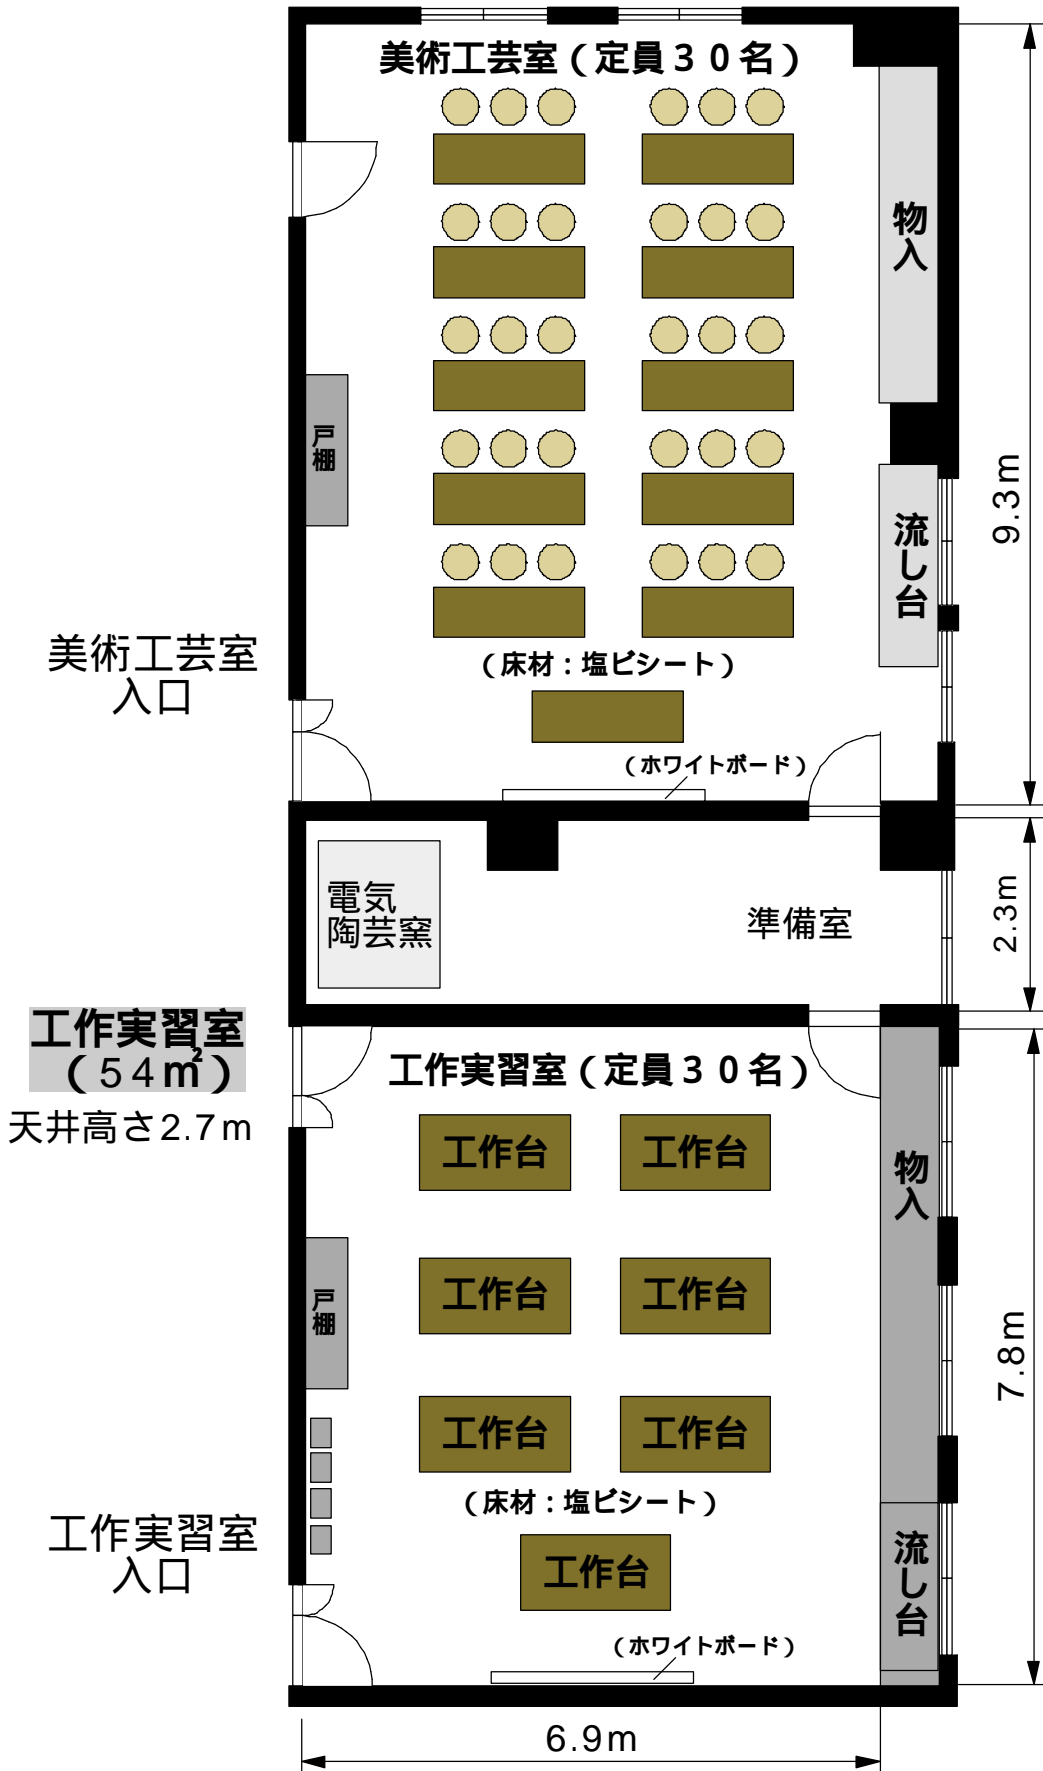 美術工芸室（定員３０名）
物入
戸棚
9.3m
流し台
美術工芸室
入口
（床材：塩ビシート）
（ホワイトボード）
電気
陶芸窯
準備室
2.3m
工作実習室
（54㎡）
天井高さ2.7m
工作実習室（定員３０名）
工作台 工作台
物入
工作台 工作台
戸棚
7.8m
工作台 工作台
（床材：塩ビシート）
工作実習室
入口
工作台
流し台
（ホワイトボード）
6.9m